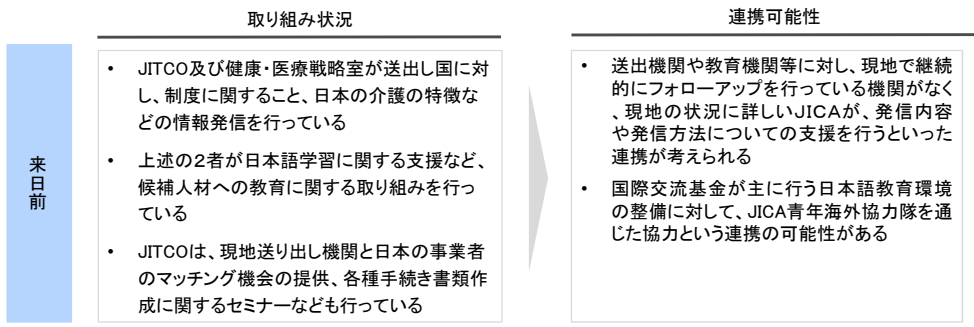 取り組み状況
連携可能性
来日前
• JITCO及び健康・医療戦略室が送出し国に対
し、制度に関すること、日本の介護の特徴な
どの情報発信を行っている
• 上述の2者が日本語学習に関する支援など、
候補人材への教育に関する取り組みを行っ
ている
• JITCOは、現地送り出し機関と日本の事業者
のマッチング機会の提供、各種手続き書類作
成に関するセミナーなども行っている
• 送出機関や教育機関等に対し、現地で継続
的にフォローアップを行っている機関がなく
、現地の状況に詳しいJICAが、発信内容
や発信方法についての支援を行うといった
連携が考えられる
• 国際交流基金が主に行う日本語教育環境
の整備に対して、JICA青年海外協力隊を通
じた協力という連携の可能性がある